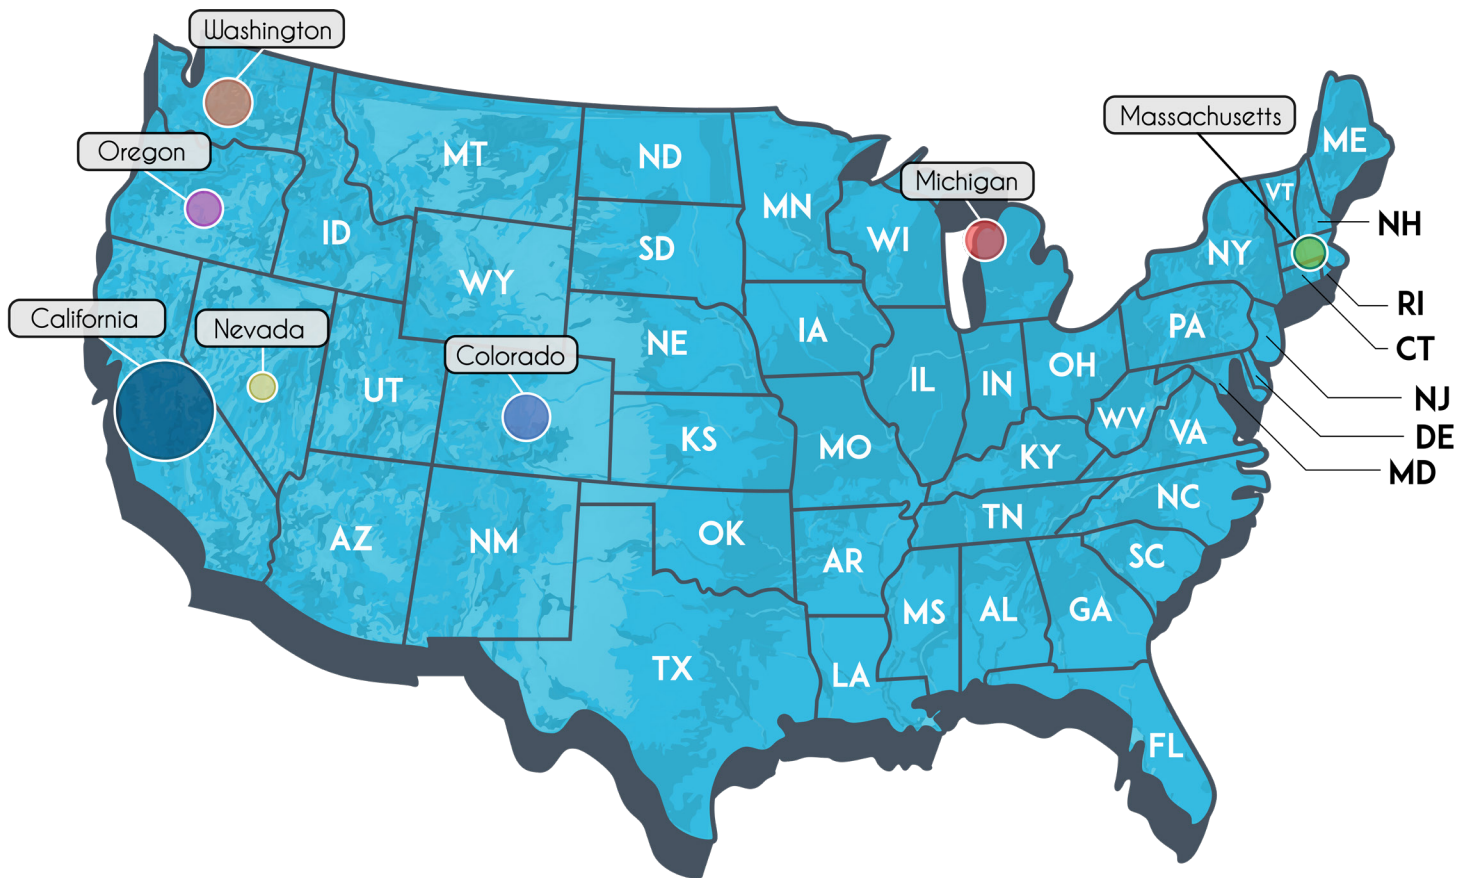 Washington
Massachusetts
ME
Oregon
MT
ND
Michigan
VT
MN
NH
ID
SD
WI
NY
WY
California
Nevada
IA
PA
RI
NE
Colorado
CT
UT
IL
IN
OH
NJ
KS
MO
WV
VA
DE
KY
MD
NC
AZ
NM
OK
TN
AR
SC
MS
AL
GA
TX
LA
FL